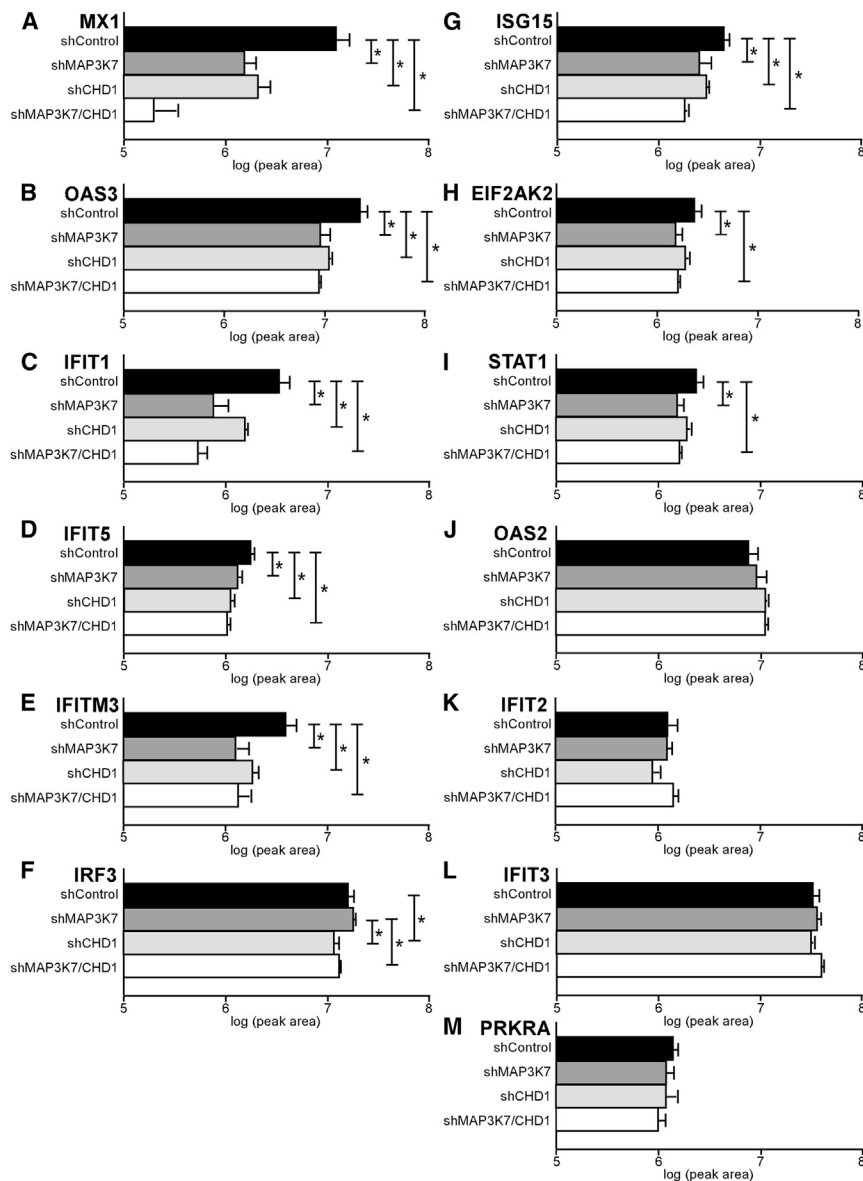 A MX1
shControl
shMAP3K7
shCHD1
shMAP3K7/CHD1
* * *
5 6 7 8
log (peak area)
B OAS3
shControl
shMAP3K7
shCHD1
shMAP3K7/CHD1
* * *
5 6 7 8
log (peak area)
C IFIT1
shControl
shMAP3K7
shCHD1
shMAP3K7/CHD1
* * *
5 6 7 8
log (peak area)
D IFIT5
shControl
shMAP3K7
shCHD1
shMAP3K7/CHD1
* * *
5 6 7 8
log (peak area)
E IFITM3
shControl
shMAP3K7
shCHD1
shMAP3K7/CHD1
* * *
5 6 7 8
log (peak area)
F IRF3
shControl
shMAP3K7
shCHD1
shMAP3K7/CHD1
* * *
5 6 7 8
log (peak area)
G ISG15
shControl
shMAP3K7
shCHD1
shMAP3K7/CHD1
* * *
5 6 7 8
log (peak area)
H EIF2AK2
shControl
shMAP3K7
shCHD1
shMAP3K7/CHD1
* *
5 6 7 8
log (peak area)
I STAT1
shControl
shMAP3K7
shCHD1
shMAP3K7/CHD1
* *
5 6 7 8
log (peak area)
J OAS2
shControl
shMAP3K7
shCHD1
shMAP3K7/CHD1
5 6 7 8
log (peak area)
K IFIT2
shControl
shMAP3K7
shCHD1
shMAP3K7/CHD1
5 6 7 8
log (peak area)
L IFIT3
shControl
shMAP3K7
shCHD1
shMAP3K7/CHD1
5 6 7 8
log (peak area)
M PRKRA
shControl
shMAP3K7
shCHD1
shMAP3K7/CHD1
5 6 7 8
log (peak area)